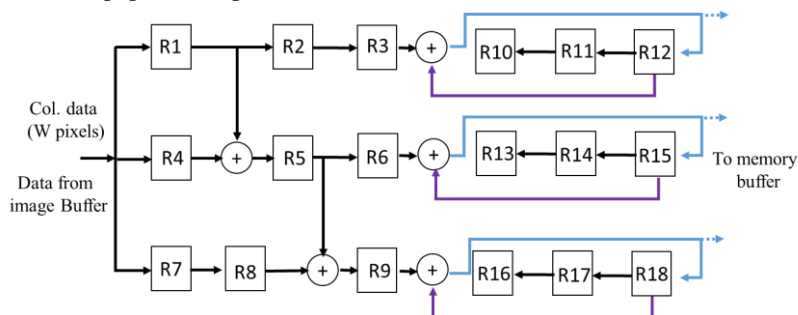 R1
R2
R3
+
R10
R11
R12
Col. data
(W pixels)
R4
+
R5
R6
+
R13
R14
R15
To memory
buffer
Data from
image Buffer
R7
R8
+
R9
+
R16
R17
R18